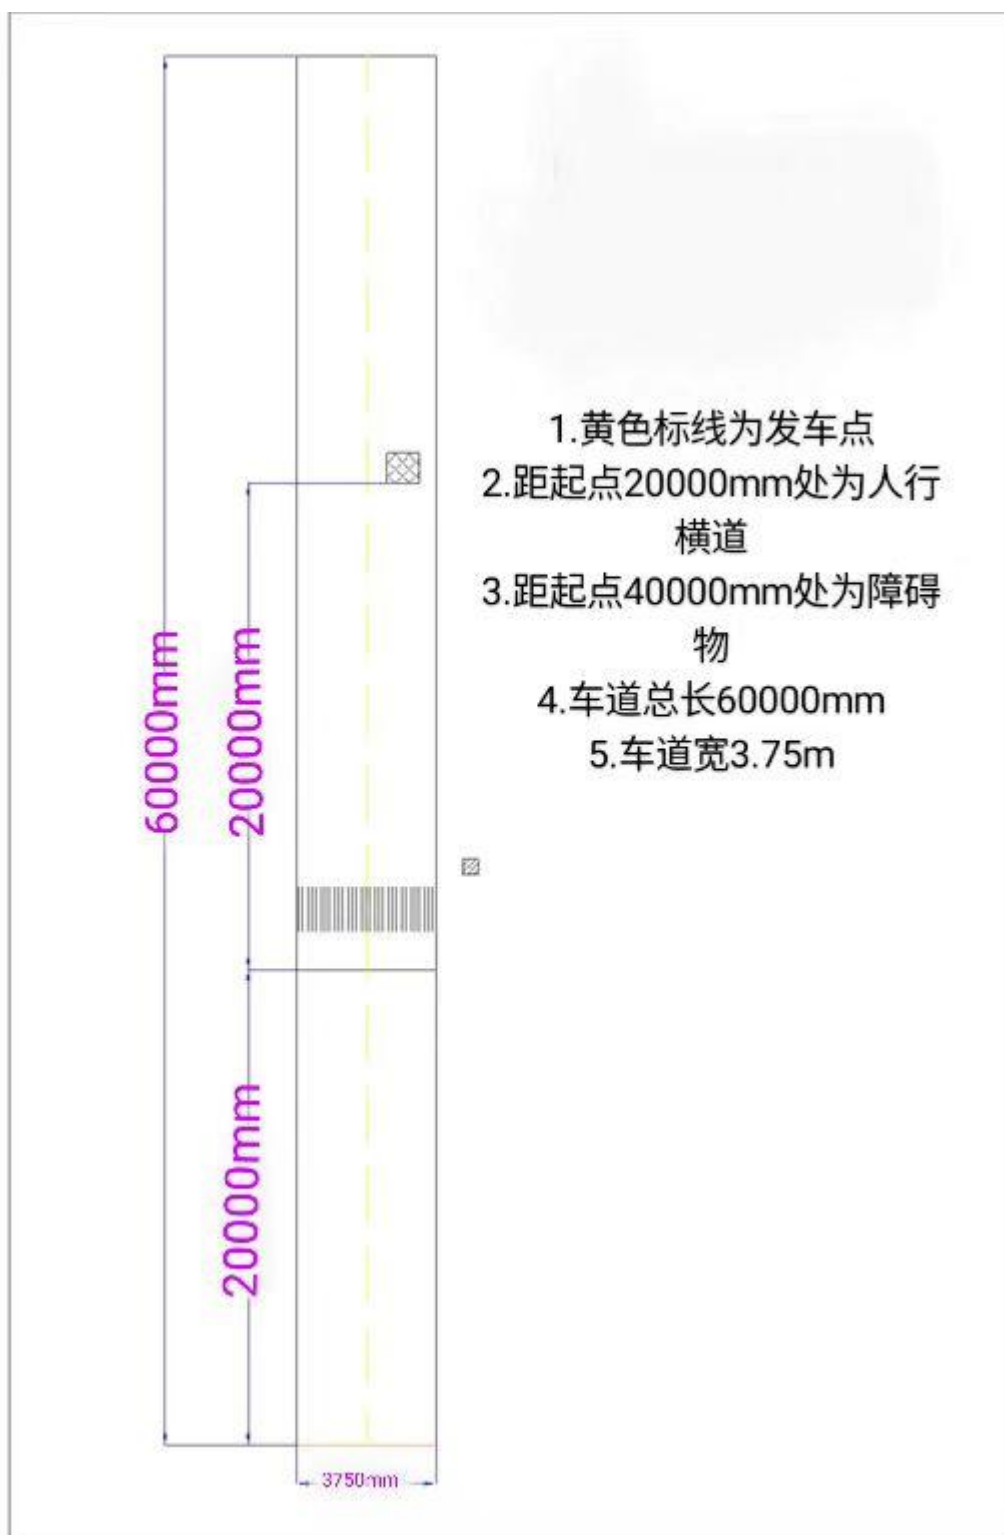 1.黄色标线为发车点
2.距起点20000mm处为人行
横道
3.距起点40000mm处为障碍
物
4.车道总长60000mm
5.车道宽3.75m
60000mm
20000mm
20000mm
3750mm